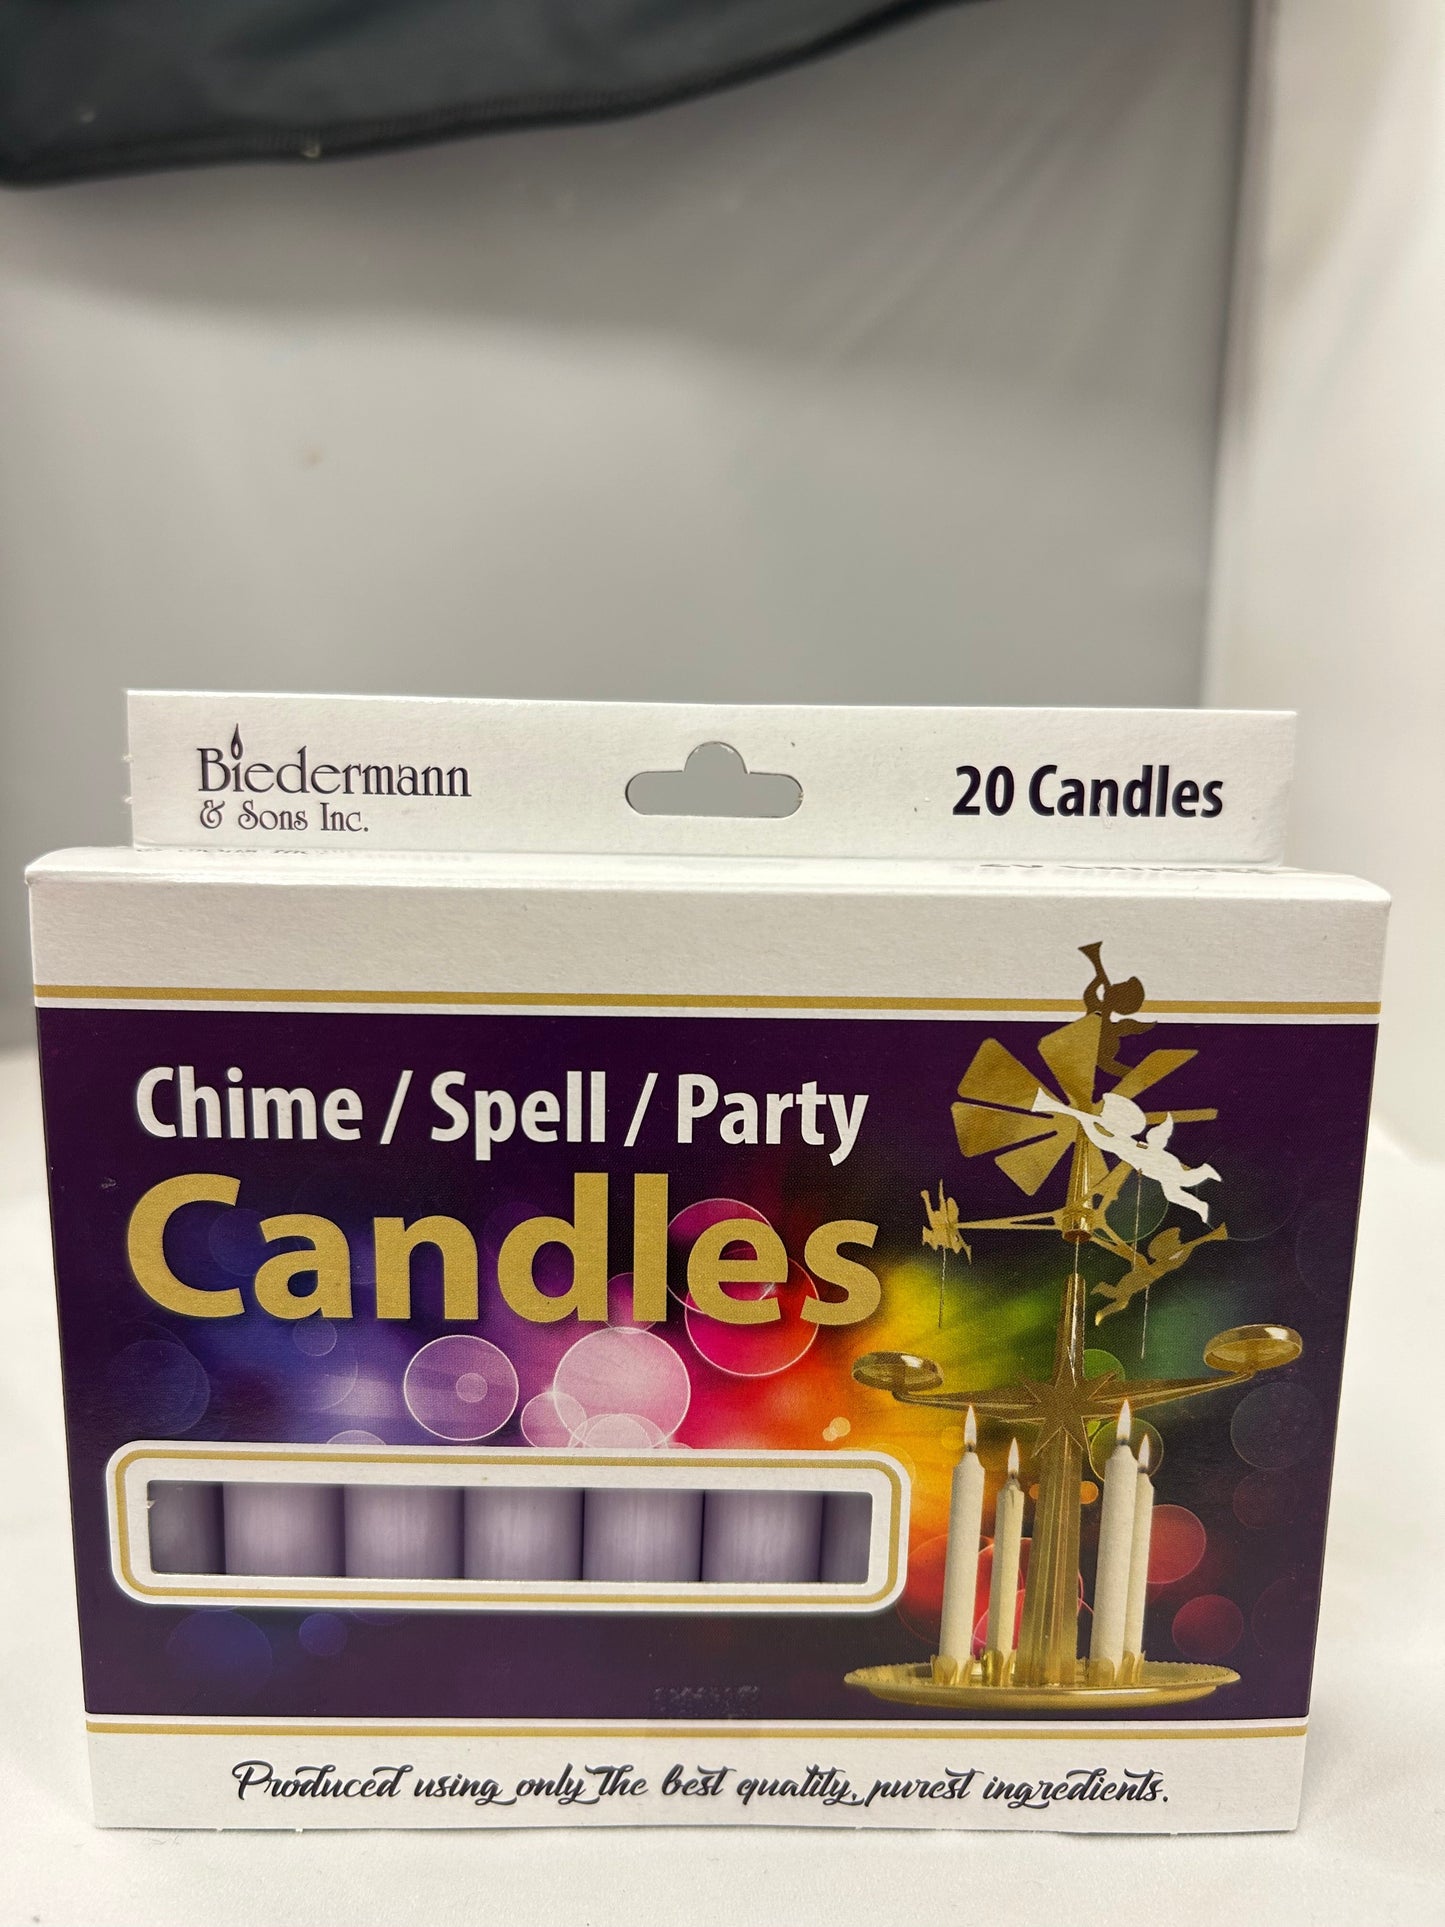 Biedermann
& Sons Inc.
20 Candles
Chime / Spell / Party
Candles
Produced using only the best quality, purest ingredients.